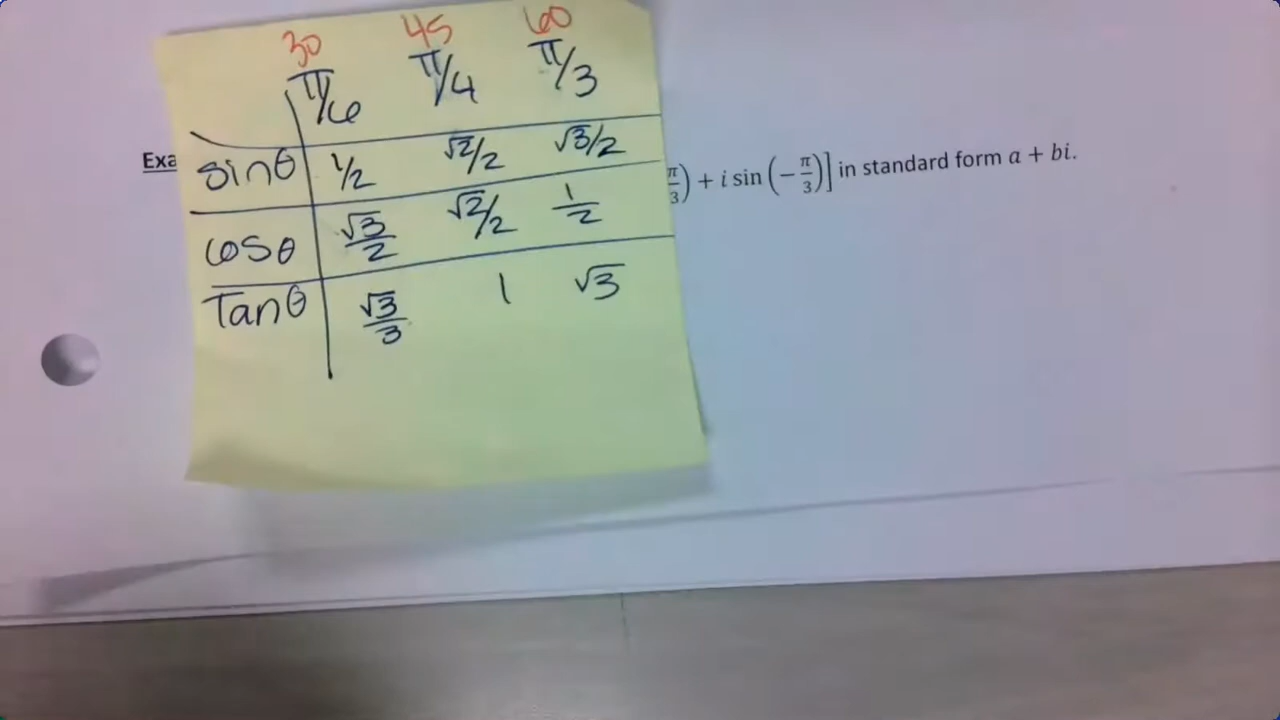 30 45 60
π/6 π/4 π/3
sinθ 1/2 √2/2 √3/2
cosθ √3/2 √2/2 1/2
Tanθ √3/3 1 √3
Exa
π/3) + i sin (−π/3)] in standard form a + bi.